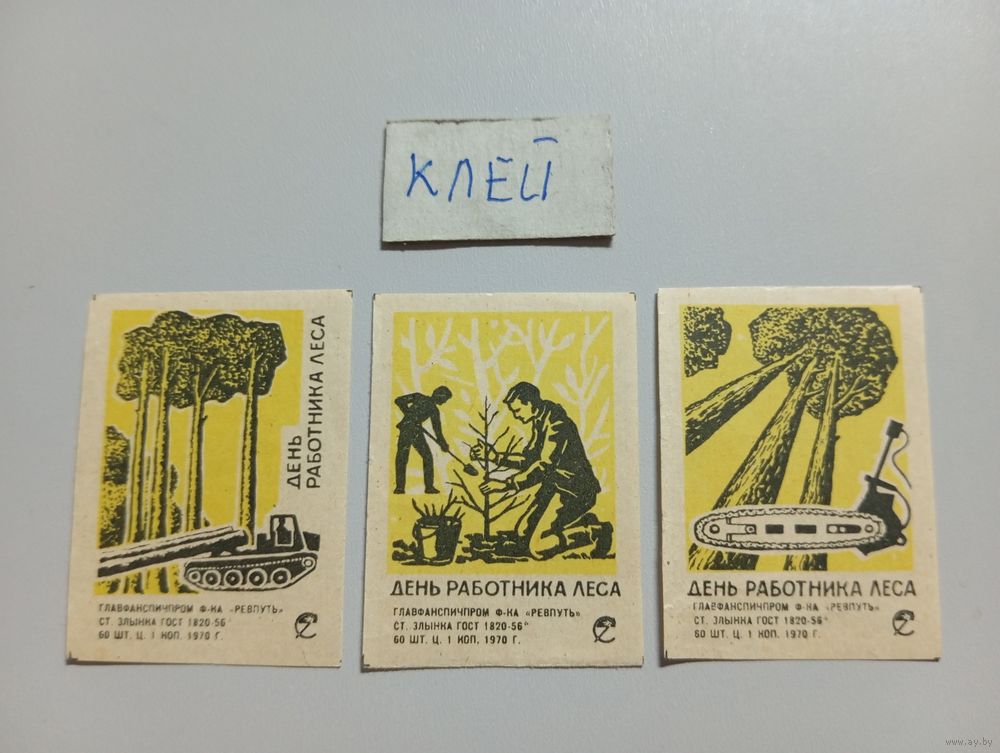 КЛЕЙ
ДЕНЬ
РАБОТНИКА ЛЕСА
ГЛАВФАНСПИЧПРОМ Ф-КА «РЕВПУТЬ»
СТ. ЗЛЫНКА ГОСТ 1820-56*
60 ШТ. Ц. 1 КОП. 1970 Г.
ДЕНЬ РАБОТНИКА ЛЕСА
ГЛАВФАНСПИЧПРОМ Ф-КА «РЕВПУТЬ»
СТ. ЗЛЫНКА ГОСТ 1820-56*
60 ШТ. Ц. 1 КОП. 1970 Г.
ДЕНЬ РАБОТНИКА ЛЕСА
ГЛАВФАНСПИЧПРОМ Ф-КА «РЕВПУТЬ»
СТ. ЗЛЫНКА ГОСТ 1820-56*
60 ШТ. Ц. 1 КОП. 1970 Г.
© www.ay.by